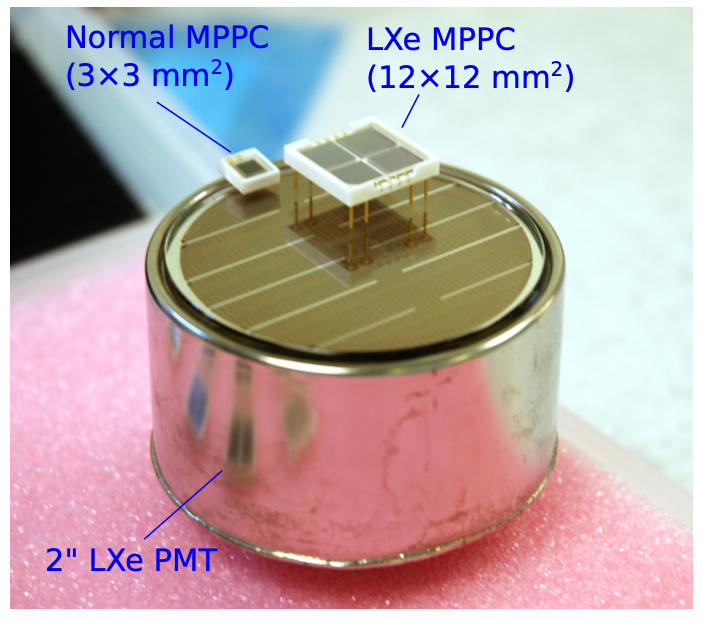 Normal MPPC
(3×3 mm²)
LXe MPPC
(12×12 mm²)
2" LXe PMT